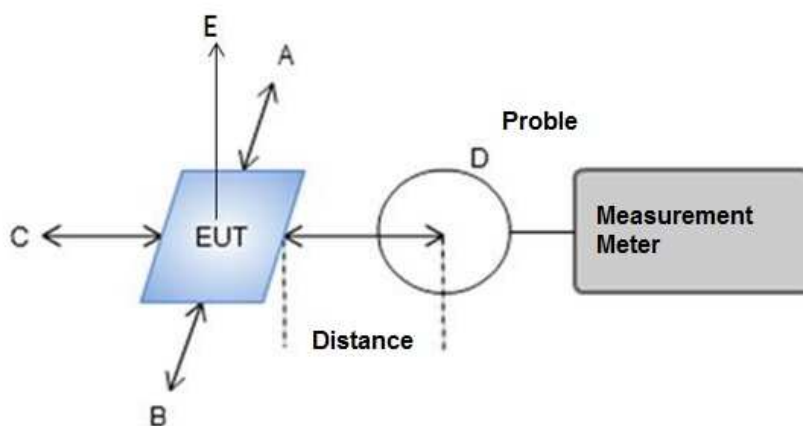 E
A
Proble
D
C
EUT
Measurement
Meter
Distance
B